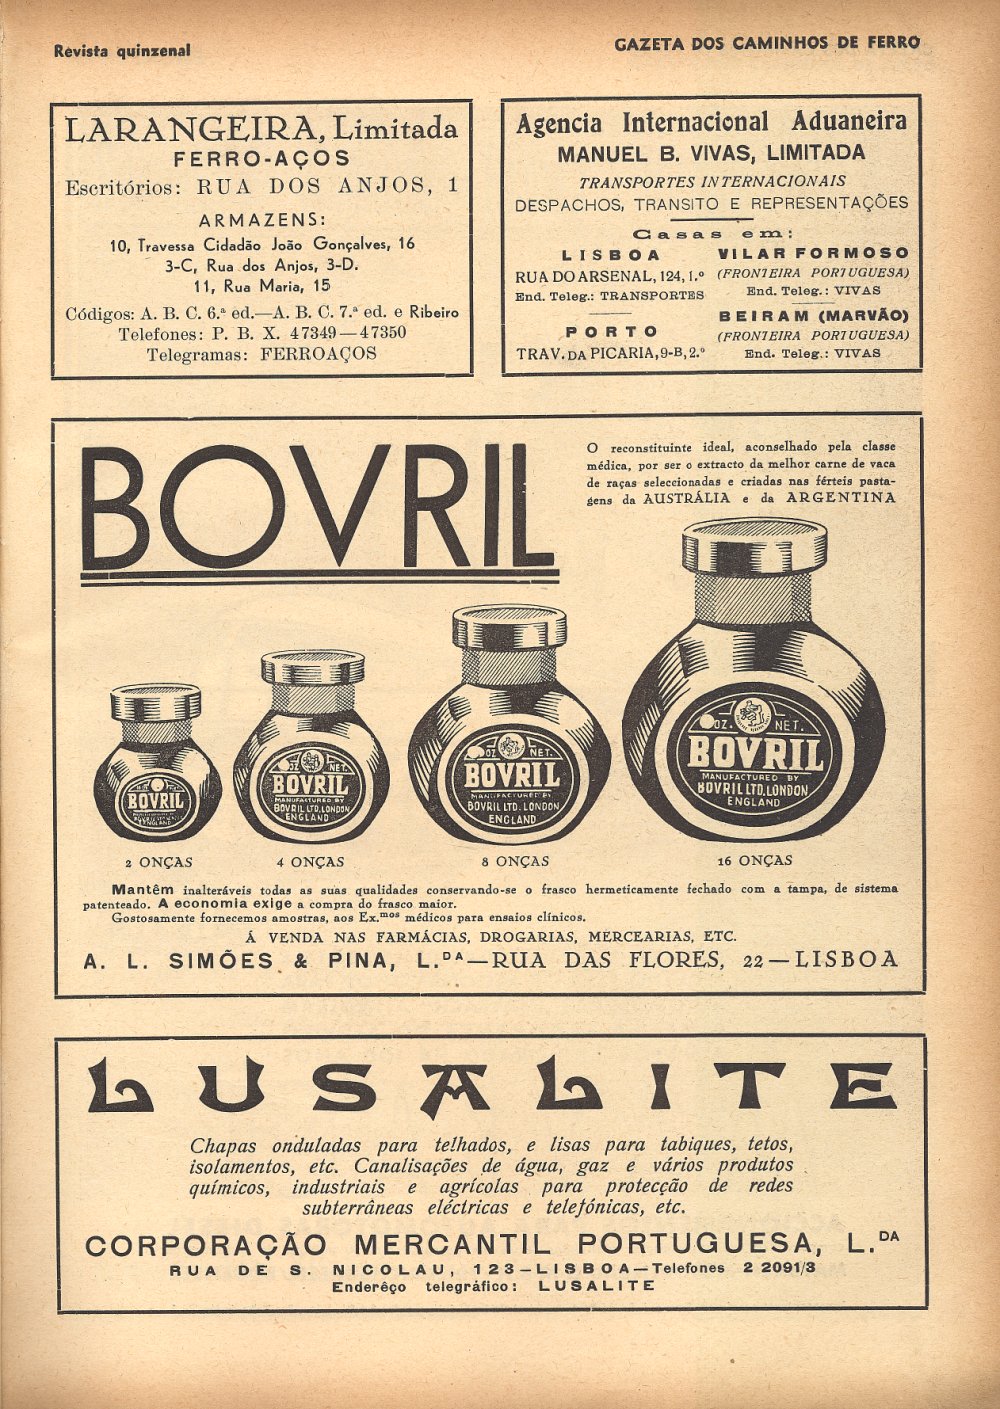 Revista quinzenal
GAZETA DOS CAMINHOS DE FERRO
LARANGEIRA, Limitada
FERRO-AÇOS
Escritórios: RUA DOS ANJOS, 1
ARMAZENS:
10, Travessa Cidadão João Gonçalves, 16
3-C, Rua dos Anjos, 3-D.
11, Rua Maria, 15
Códigos: A. B. C. 6.ª ed.—A. B. C. 7.ª ed. e Ribeiro
Telefones: P. B. X. 47349—47350
Telegramas: FERROAÇOS
Agencia Internacional Aduaneira
MANUEL B. VIVAS, LIMITADA
TRANSPORTES INTERNACIONAIS
DESPACHOS, TRANSITO E REPRESENTAÇÕES
Casas em:
LISBOA
RUA DO ARSENAL, 124, 1.º
End. Teleg.: TRANSPORTES
PORTO
TRAV. DA PICARIA, 9-B, 2.º
VILAR FORMOSO
(FRONTEIRA PORTUGUESA)
End. Teleg.: VIVAS
BEIRAM (MARVÃO)
(FRONTEIRA PORTUGUESA)
End. Teleg.: VIVAS
BOVRIL
O reconstituinte ideal, aconselhado pela classe
médica, por ser o extracto da melhor carne de vaca
de raças seleccionadas e criadas nas férteis pasta-
gens da AUSTRÁLIA e da ARGENTINA
BOVRIL
ENGLAND
OZ. NET.
BOVRIL
MANUFACTURED BY
BOVRIL LTD. LONDON
ENGLAND
OZ. NET.
BOVRIL
MANUFACTURED BY
BOVRIL LTD. LONDON
ENGLAND
OZ. NET.
BOVRIL
MANUFACTURED BY
BOVRIL LTD. LONDON
ENGLAND
2 ONÇAS
4 ONÇAS
8 ONÇAS
16 ONÇAS
Mantêm inalteráveis todas as suas qualidades conservando-se o frasco hermeticamente fechado com a tampa, de sistema
patenteado. A economia exige a compra do frasco maior.
Gostosamente fornecemos amostras, aos Ex.mos médicos para ensaios clínicos.
Á VENDA NAS FARMÁCIAS, DROGARIAS, MERCEARIAS, ETC.
A. L. SIMÕES & PINA, L.DA—RUA DAS FLORES, 22—LISBOA
LUSALITE
Chapas onduladas para telhados, e lisas para tabiques, tetos,
isolamentos, etc. Canalisações de água, gaz e vários produtos
químicos, industriais e agrícolas para protecção de redes
subterrâneas eléctricas e telefónicas, etc.
CORPORAÇÃO MERCANTIL PORTUGUESA, L.DA
RUA DE S. NICOLAU, 123—LISBOA—Telefones 2 2091/3
Enderêço telegráfico: LUSALITE